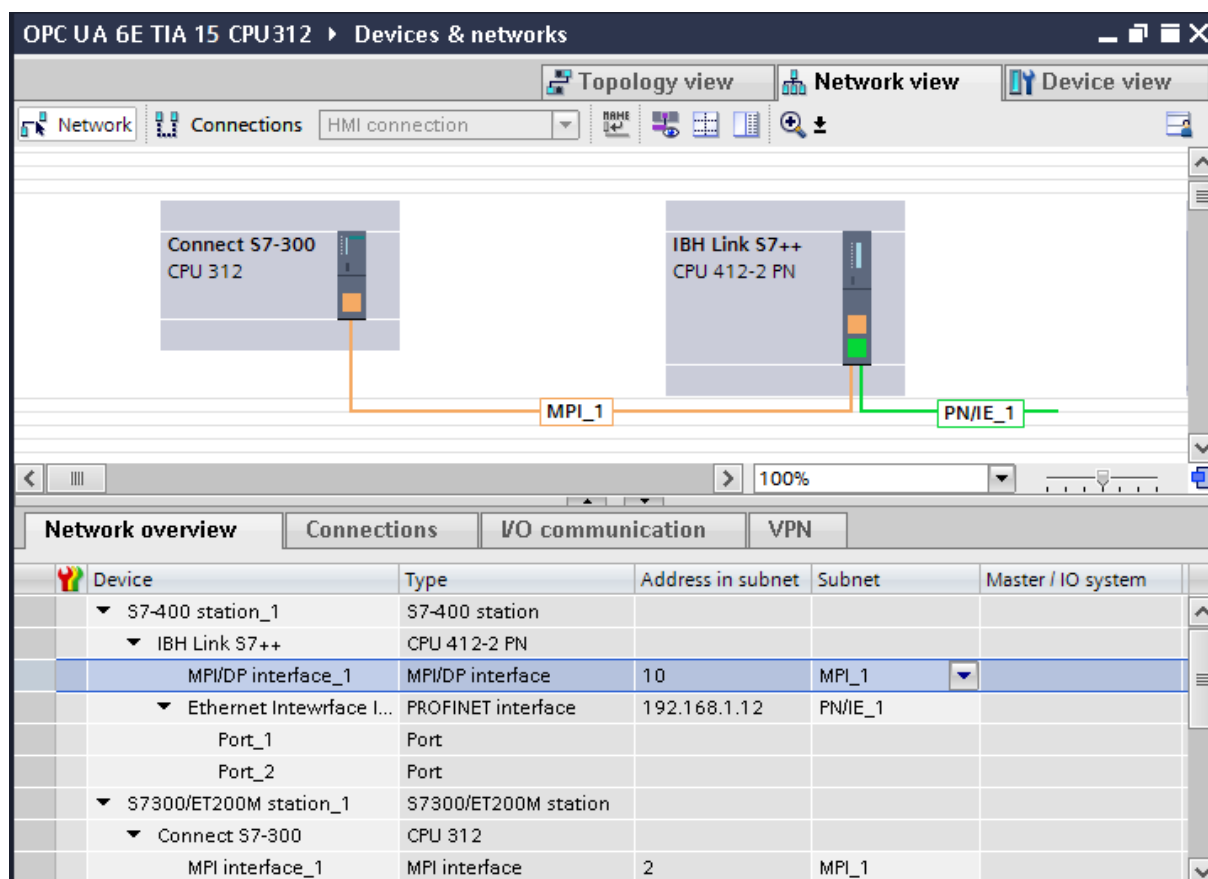 OPC UA 6E TIA 15 CPU312 ▸ Devices & networks
Topology view Network view Device view
Network Connections HMI connection NAME
Connect S7-300 IBH Link S7++
CPU 312 CPU 412-2 PN
MPI_1 PN/IE_1
100%
Network overview Connections I/O communication VPN
Device Type Address in subnet Subnet Master / IO system
S7-400 station_1 S7-400 station
IBH Link S7++ CPU 412-2 PN
MPI/DP interface_1 MPI/DP interface 10 MPI_1
Ethernet Intewrface I... PROFINET interface 192.168.1.12 PN/IE_1
Port_1 Port
Port_2 Port
S7300/ET200M station_1 S7300/ET200M station
Connect S7-300 CPU 312
MPI interface_1 MPI interface 2 MPI_1